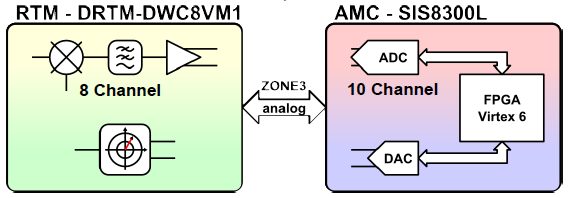 RTM - DRTM-DWC8VM1
AMC - SIS8300L
8 Channel
ZONE3
analog
ADC
10 Channel
FPGA
Virtex 6
DAC